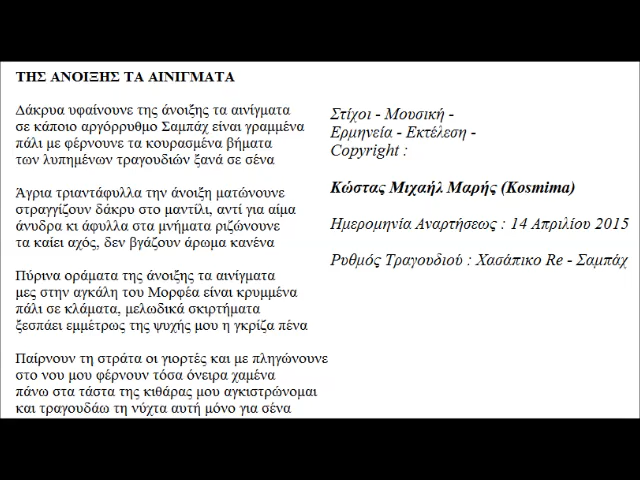 ΤΗΣ ΑΝΟΙΞΗΣ ΤΑ ΑΙΝΙΓΜΑΤΑ
Δάκρυα υφαίνουνε της άνοιξης τα αινίγματα
σε κάποιο αργόρρυθμο Σαμπάχ είναι γραμμένα
πάλι με φέρνουνε τα κουρασμένα βήματα
των λυπημένων τραγουδιών ξανά σε σένα
Άγρια τριαντάφυλλα την άνοιξη ματώνουνε
στραγγίζουν δάκρυ στο μαντίλι, αντί για αίμα
άνυδρα κι άφυλλα στα μνήματα ριζώνουνε
τα καίει αχός, δεν βγάζουν άρωμα κανένα
Πύρινα οράματα της άνοιξης τα αινίγματα
μες στην αγκάλη του Μορφέα είναι κρυμμένα
πάλι σε κλάματα, μελωδικά σκιρτήματα
ξεσπάει εμμέτρως της ψυχής μου η γκρίζα πένα
Παίρνουν τη στράτα οι γιορτές και με πληγώνουνε
στο νου μου φέρνουν τόσα όνειρα χαμένα
πάνω στα τάστα της κιθάρας μου αγκιστρώνομαι
και τραγουδάω τη νύχτα αυτή μόνο για σένα
Στίχοι - Μουσική -
Ερμηνεία - Εκτέλεση -
Copyright :
Κώστας Μιχαήλ Μαρής (Kosmima)
Ημερομηνία Αναρτήσεως : 14 Απριλίου 2015
Ρυθμός Τραγουδιού : Χασάπικο Re - Σαμπάχ